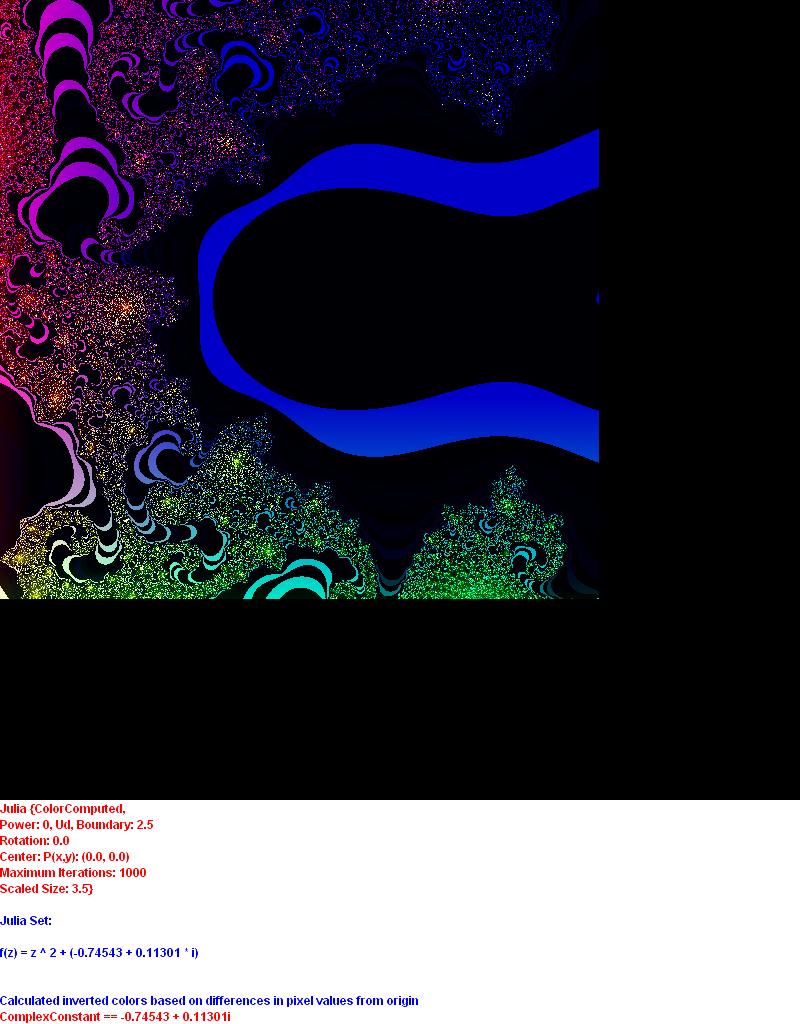 Julia {ColorComputed,
Power: 0, Ud, Boundary: 2.5
Rotation: 0.0
Center: P(x,y): (0.0, 0.0)
Maximum Iterations: 1000
Scaled Size: 3.5}
Julia Set:
f(z) = z ^ 2 + (-0.74543 + 0.11301 * i)
Calculated inverted colors based on differences in pixel values from origin
ComplexConstant == -0.74543 + 0.11301i